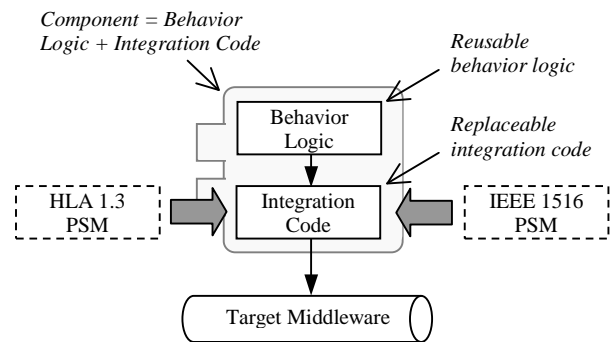 Component = Behavior
Logic + Integration Code
Reusable
behavior logic
Behavior
Logic
Replaceable
integration code
HLA 1.3
PSM
Integration
Code
IEEE 1516
PSM
Target Middleware